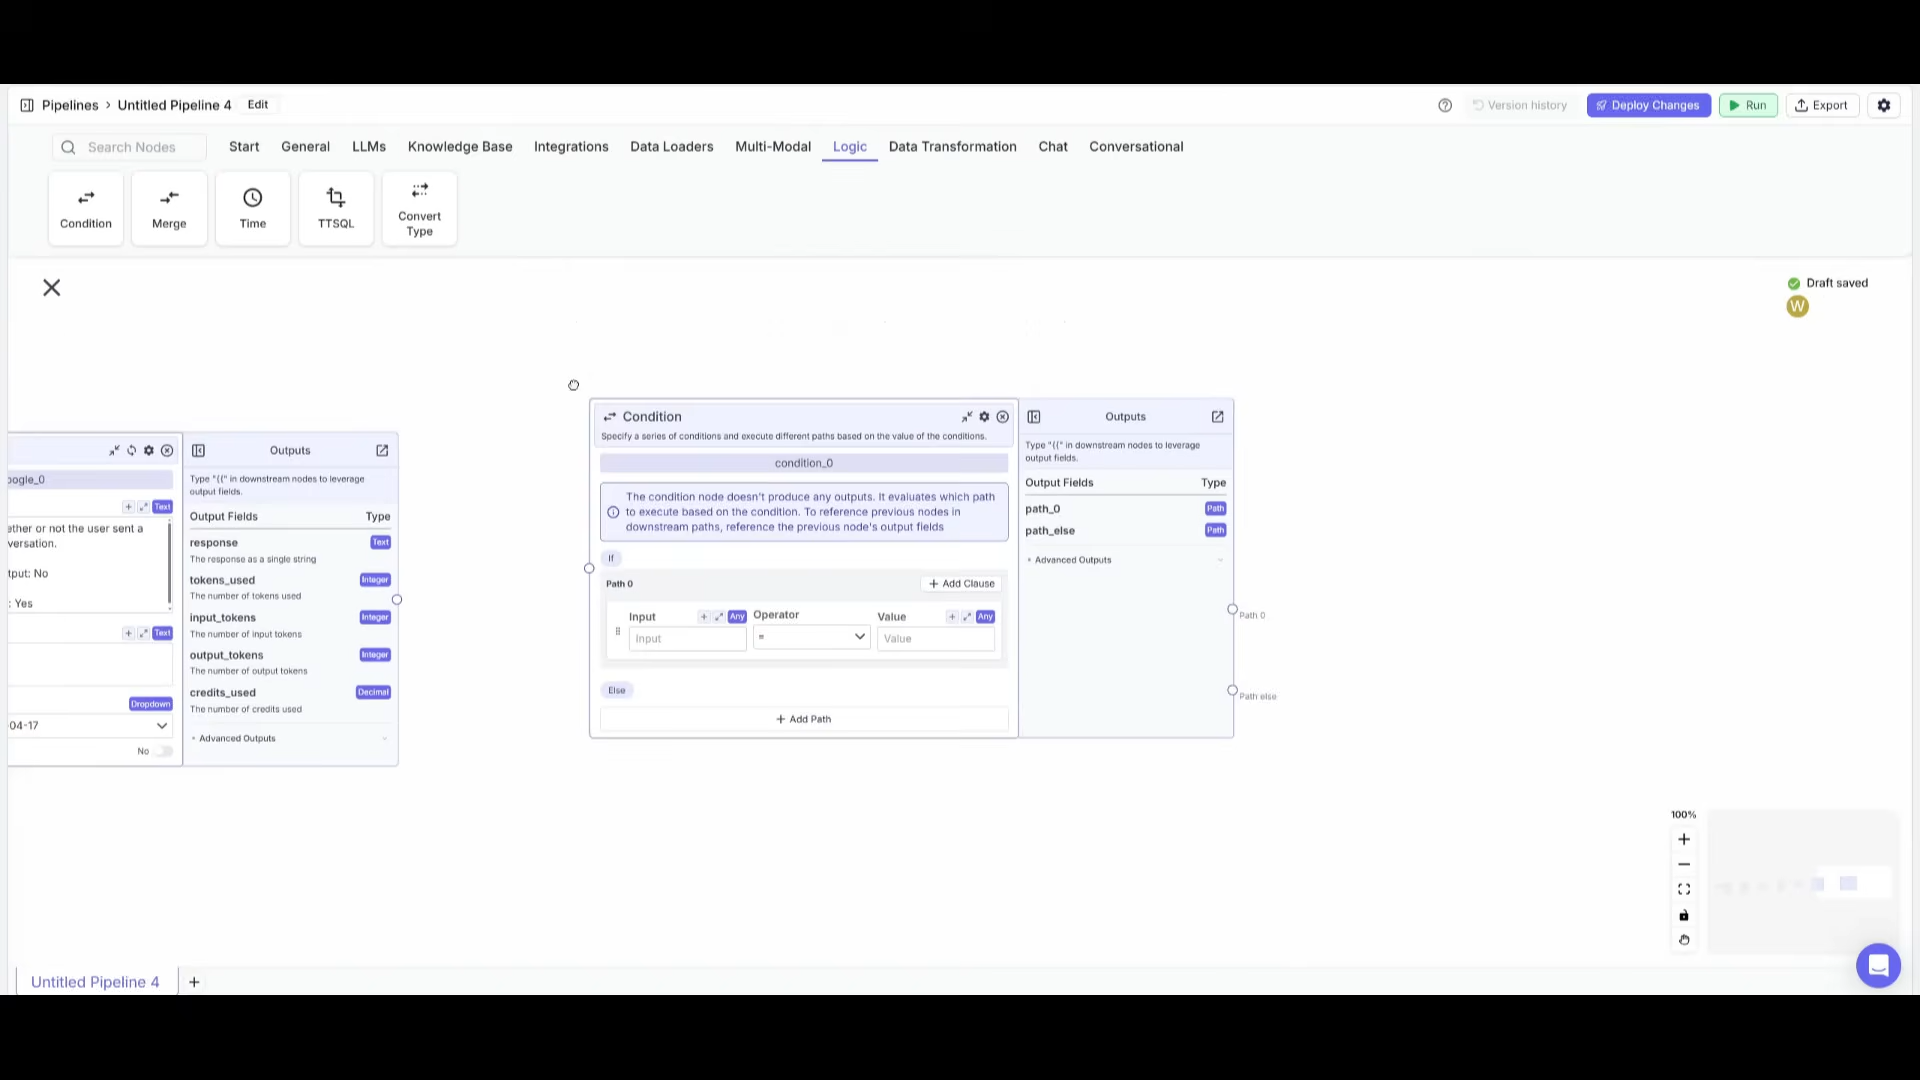 Pipelines > Untitled Pipeline 4 Edit
Version history
Deploy Changes
Run
Export
Search Nodes
Start
General
LLMs
Knowledge Base
Integrations
Data Loaders
Multi-Modal
Logic
Data Transformation
Chat
Conversational
Condition
Merge
Time
TTSQL
Convert
Type
Draft saved
W
oogle_0
Text
ether or not the user sent a
versation.
tput: No
: Yes
Text
Dropdown
04-17
No
Outputs
Type "{{" in downstream nodes to leverage
output fields.
Output Fields Type
response Text
The response as a single string
tokens_used Integer
The number of tokens used
input_tokens Integer
The number of input tokens
output_tokens Integer
The number of output tokens
credits_used Decimal
The number of credits used
Advanced Outputs
Condition
Specify a series of conditions and execute different paths based on the value of the conditions.
condition_0
The condition node doesn't produce any outputs. It evaluates which path
to execute based on the condition. To reference previous nodes in
downstream paths, reference the previous node's output fields
If
Path 0
+ Add Clause
Input Any Operator Value Any
Input = Value
Else
+ Add Path
Outputs
Type "{{" in downstream nodes to leverage
output fields.
Output Fields Type
path_0 Path
path_else Path
Advanced Outputs
Path 0
Path else
100%
Untitled Pipeline 4 +